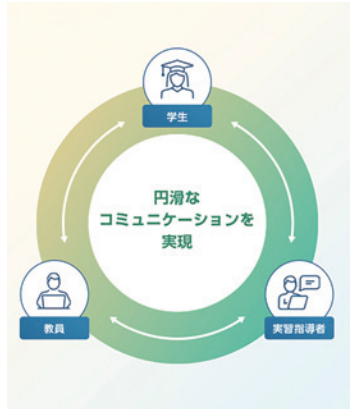 学生
円滑な
コミュニケーションを
実現
教員
実習指導者